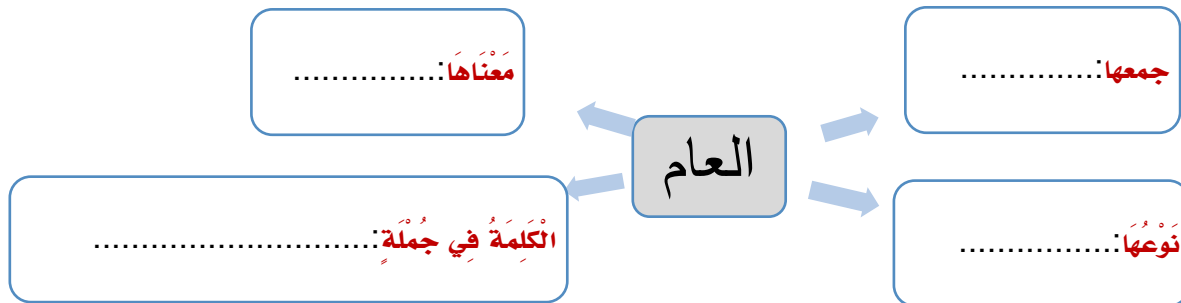 جمعها:...............
مَعْنَاهَا:................
العام
نَوْعُهَا:................
الْكَلِمَةُ فِي جُمْلَةٍ:..............................